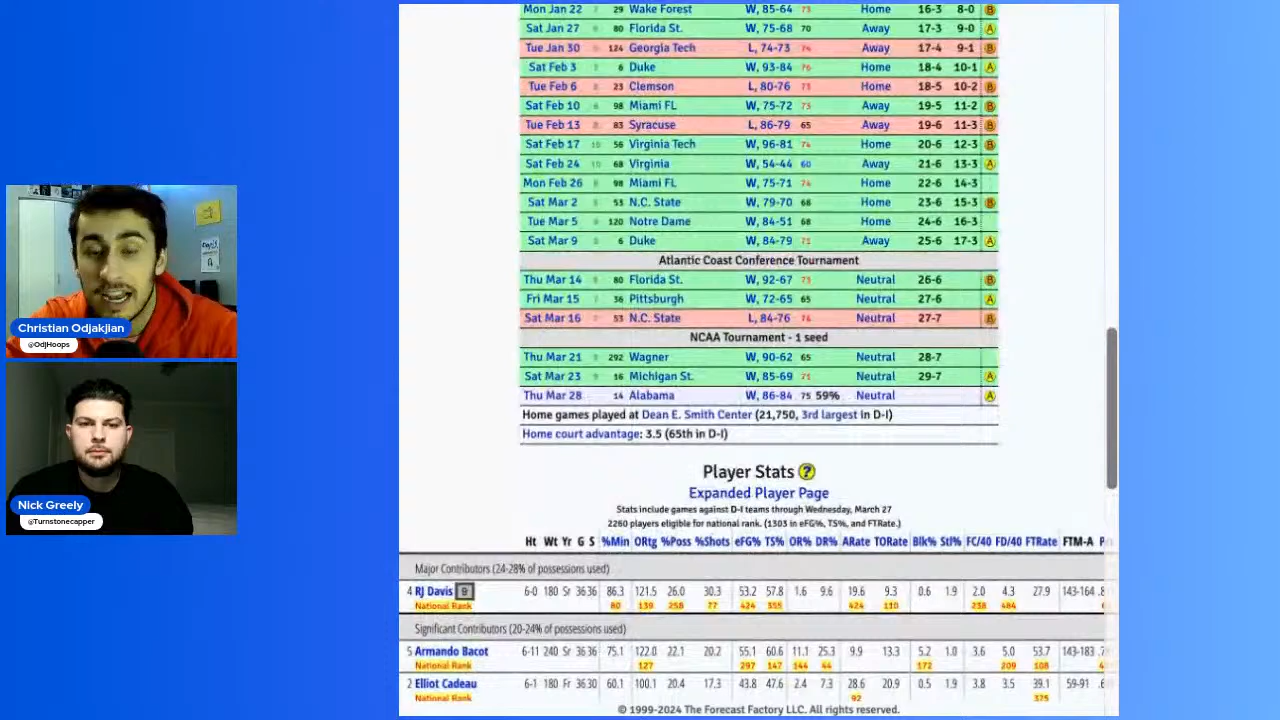 Mon Jan 22 29 Wake Forest W, 85-64 73 Home 16-3 8-0 B
Sat Jan 27 80 Florida St. W, 75-68 70 Away 17-3 9-0 A
Tue Jan 30 124 Georgia Tech L, 74-73 74 Away 17-4 9-1 B
Sat Feb 3 6 Duke W, 93-84 76 Home 18-4 10-1 A
Tue Feb 6 23 Clemson L, 80-76 73 Home 18-5 10-2 B
Sat Feb 10 98 Miami FL W, 75-72 73 Away 19-5 11-2 B
Tue Feb 13 83 Syracuse L, 86-79 65 Away 19-6 11-3 B
Sat Feb 17 10 56 Virginia Tech W, 96-81 74 Home 20-6 12-3 B
Sat Feb 24 10 68 Virginia W, 54-44 60 Away 21-6 13-3 A
Mon Feb 26 98 Miami FL W, 75-71 74 Home 22-6 14-3
Sat Mar 2 53 N.C. State W, 79-70 68 Home 23-6 15-3 B
Tue Mar 5 120 Notre Dame W, 84-51 68 Home 24-6 16-3
Sat Mar 9 6 Duke W, 84-79 71 Away 25-6 17-3 A
Atlantic Coast Conference Tournament
Thu Mar 14 80 Florida St. W, 92-67 73 Neutral 26-6 B
Fri Mar 15 36 Pittsburgh W, 72-65 65 Neutral 27-6 A
Sat Mar 16 53 N.C. State L, 84-76 74 Neutral 27-7 B
NCAA Tournament - 1 seed
Thu Mar 21 292 Wagner W, 90-62 65 Neutral 28-7
Sat Mar 23 16 Michigan St. W, 85-69 71 Neutral 29-7 A
Thu Mar 28 14 Alabama W, 86-84 75 59% Neutral A
Home games played at Dean E. Smith Center (21,750, 3rd largest in D-I)
Home court advantage: 3.5 (65th in D-I)
Christian Odjakjian
@OdjHoops
Nick Greely
@Turnstonecapper
Player Stats ?
Expanded Player Page
Stats include games against D-I teams through Wednesday, March 27
2260 players eligible for national rank. (1303 in eFG%, TS%, and FTRate.)
Ht Wt Yr G S %Min ORtg %Poss %Shots eFG% TS% OR% DR% ARate TORate Blk% Stl% FC/40 FD/40 FTRate FTM-A
Major Contributors (24-28% of possessions used)
4 RJ Davis 9 6-0 180 Sr 36 36 86.3 121.5 26.0 30.3 53.2 57.8 1.6 9.6 19.6 9.3 0.6 1.9 2.0 4.3 27.9 143-164
National Rank 80 139 258 77 424 355 424 110 238 484
Significant Contributors (20-24% of possessions used)
5 Armando Bacot 6-11 240 Sr 36 36 75.1 122.0 22.1 20.2 55.1 60.6 11.1 25.3 9.9 13.3 5.2 1.0 3.6 5.0 53.7 143-183
National Rank 127 297 147 144 44 172 209 108
2 Elliot Cadeau 6-1 180 Fr 36 30 60.1 100.1 20.4 17.3 43.8 47.6 2.4 7.3 28.6 20.9 0.5 1.9 3.8 3.5 39.1 59-91
National Rank 92 375
© 1999-2024 The Forecast Factory LLC. All rights reserved.